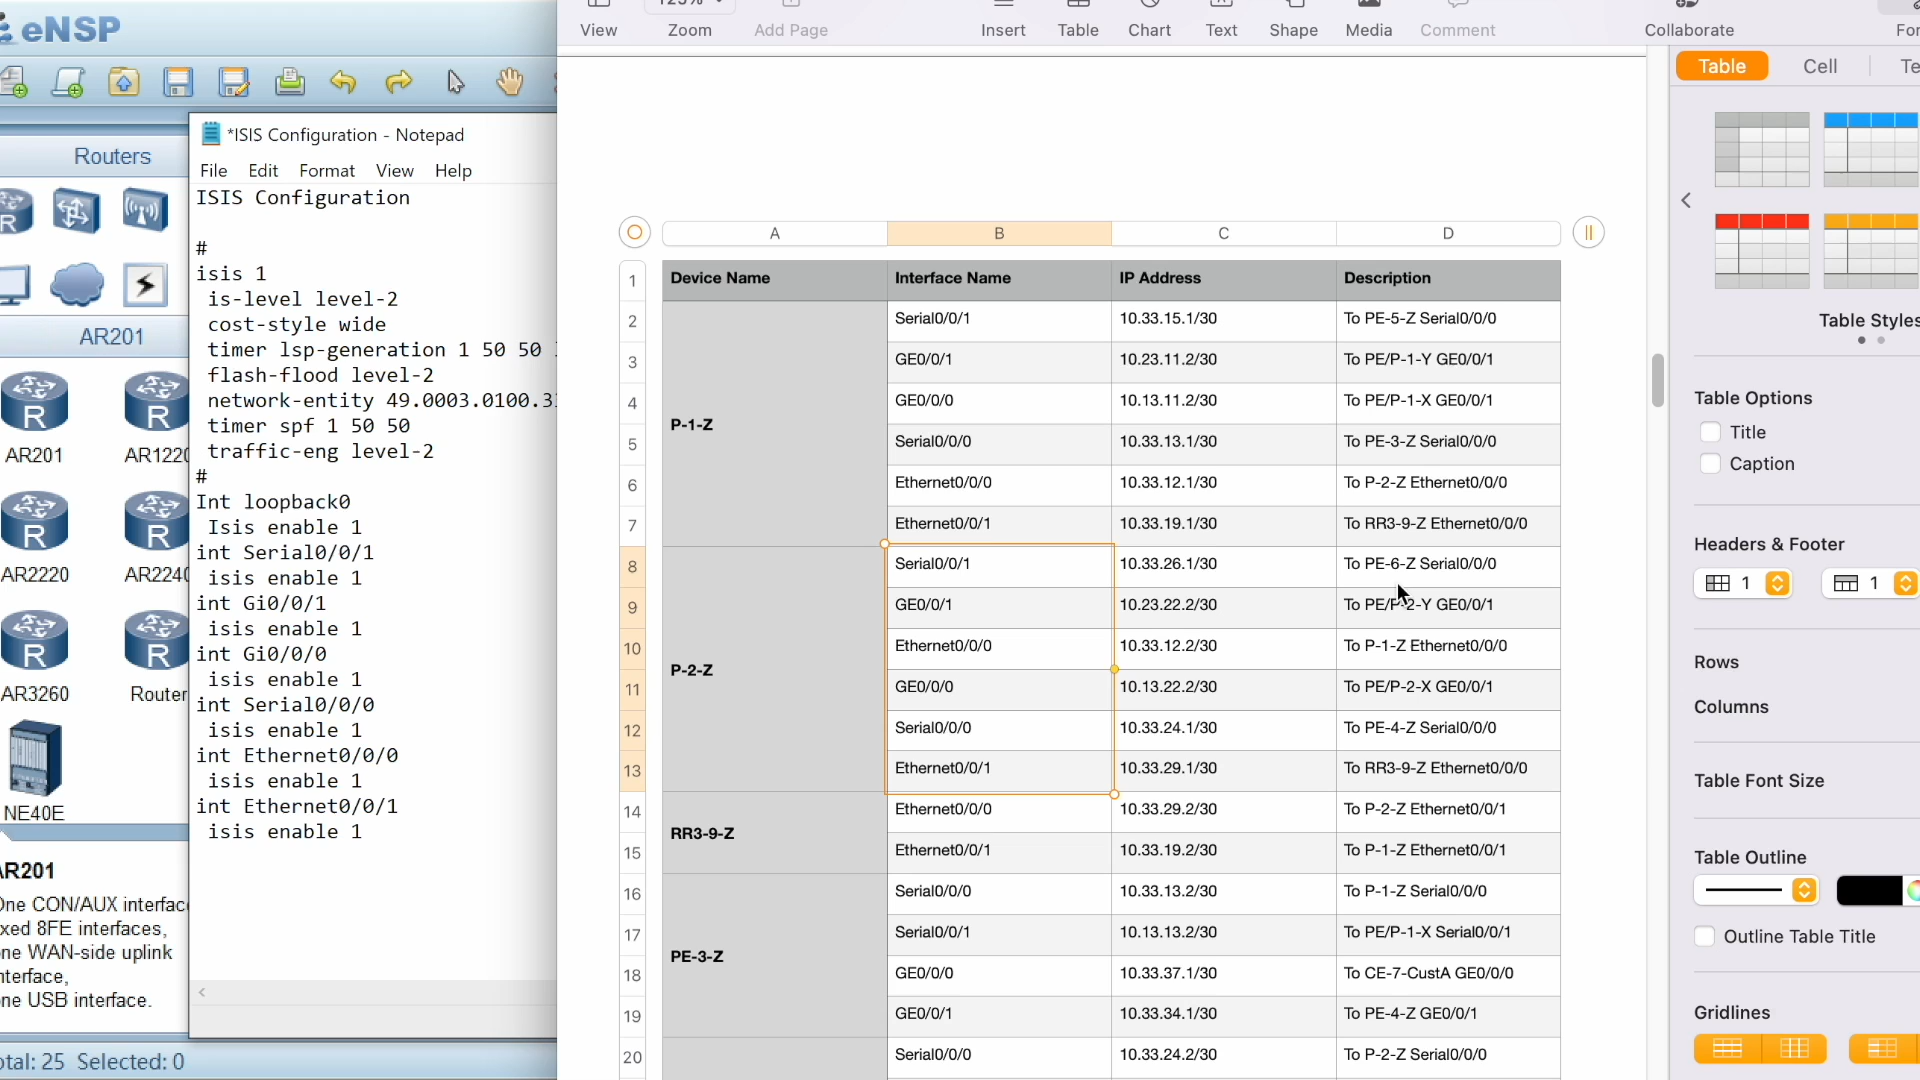 eNSP
View
Zoom
Add Page
Insert
Table
Chart
Text
Shape
Media
Comment
Collaborate
Routers
AR201
AR201
AR1220
AR2220
AR2240
AR3260
Router
NE40E
AR201
One CON/AUX interface
xed 8FE interfaces,
one WAN-side uplink
interface,
one USB interface.
otal: 25 Selected: 0
*ISIS Configuration - Notepad
File Edit Format View Help
ISIS Configuration
#
isis 1
is-level level-2
cost-style wide
timer lsp-generation 1 50 50
flash-flood level-2
network-entity 49.0003.0100.3
timer spf 1 50 50
traffic-eng level-2
#
Int loopback0
Isis enable 1
int Serial0/0/1
isis enable 1
int Gi0/0/1
isis enable 1
int Gi0/0/0
isis enable 1
int Serial0/0/0
isis enable 1
int Ethernet0/0/0
isis enable 1
int Ethernet0/0/1
isis enable 1
A B C D
1 Device Name Interface Name IP Address Description
2 Serial0/0/1 10.33.15.1/30 To PE-5-Z Serial0/0/0
3 GE0/0/1 10.23.11.2/30 To PE/P-1-Y GE0/0/1
4 GE0/0/0 10.13.11.2/30 To PE/P-1-X GE0/0/1
P-1-Z
5 Serial0/0/0 10.33.13.1/30 To PE-3-Z Serial0/0/0
6 Ethernet0/0/0 10.33.12.1/30 To P-2-Z Ethernet0/0/0
7 Ethernet0/0/1 10.33.19.1/30 To RR3-9-Z Ethernet0/0/0
8 Serial0/0/1 10.33.26.1/30 To PE-6-Z Serial0/0/0
9 GE0/0/1 10.23.22.2/30 To PE/P-2-Y GE0/0/1
10 Ethernet0/0/0 10.33.12.2/30 To P-1-Z Ethernet0/0/0
P-2-Z
11 GE0/0/0 10.13.22.2/30 To PE/P-2-X GE0/0/1
12 Serial0/0/0 10.33.24.1/30 To PE-4-Z Serial0/0/0
13 Ethernet0/0/1 10.33.29.1/30 To RR3-9-Z Ethernet0/0/0
14 Ethernet0/0/0 10.33.29.2/30 To P-2-Z Ethernet0/0/1
RR3-9-Z
15 Ethernet0/0/1 10.33.19.2/30 To P-1-Z Ethernet0/0/1
16 Serial0/0/0 10.33.13.2/30 To P-1-Z Serial0/0/0
17 Serial0/0/1 10.13.13.2/30 To PE/P-1-X Serial0/0/1
PE-3-Z
18 GE0/0/0 10.33.37.1/30 To CE-7-CustA GE0/0/0
19 GE0/0/1 10.33.34.1/30 To PE-4-Z GE0/0/1
20 Serial0/0/0 10.33.24.2/30 To P-2-Z Serial0/0/0
Table
Cell
Table Styles
Table Options
Title
Caption
Headers & Footer
1
1
Rows
Columns
Table Font Size
Table Outline
Outline Table Title
Gridlines